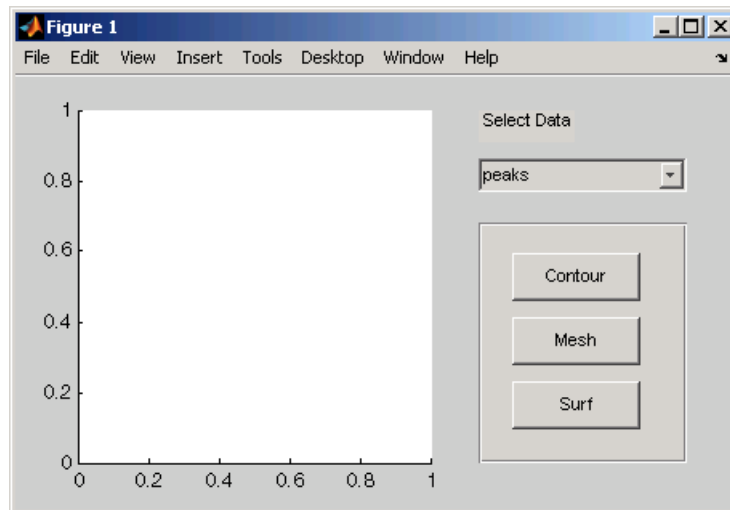 Figure 1
File Edit View Insert Tools Desktop Window Help
1
0.8
0.6
0.4
0.2
0
0 0.2 0.4 0.6 0.8 1
Select Data
peaks
Contour
Mesh
Surf